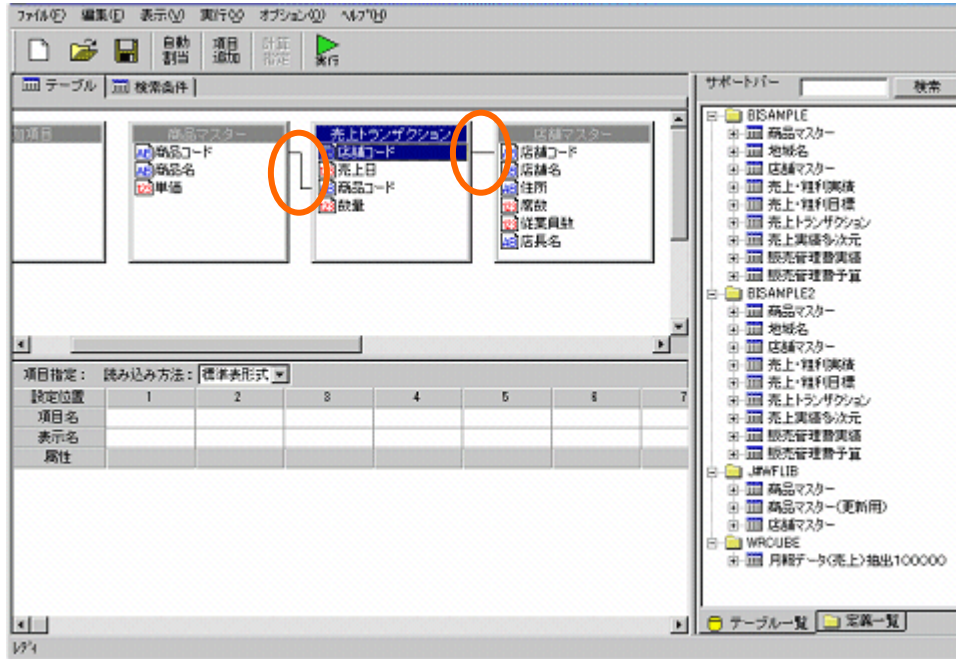 ファイル(F) 編集(E) 表示(V) 実行(X) オプション(O) ヘルプ(H)
自動割当 項目追加 計算指定 実行
テーブル 検索条件
加項目
商品マスター
商品コード
商品名
単価
売上トランザクション
店舗コード
売上日
商品コード
数量
店舗マスター
店舗コード
店舗名
住所
席数
従業員数
店長名
項目指定： 読み込み方法： 標準表形式
設定位置 1 2 3 4 5 6 7
項目名
表示名
属性
サポートバー 検索
BISAMPLE
商品マスター
地域名
店舗マスター
売上・粗利実績
売上・粗利目標
売上トランザクション
売上実績多次元
販売管理費実績
販売管理費予算
BISAMPLE2
商品マスター
地域名
店舗マスター
売上・粗利実績
売上・粗利目標
売上トランザクション
売上実績多次元
販売管理費実績
販売管理費予算
J#WFLIB
商品マスター
商品マスター(更新用)
店舗マスター
WRCUBE
月報データ(売上)抽出100000
テーブル一覧 定義一覧
レディ